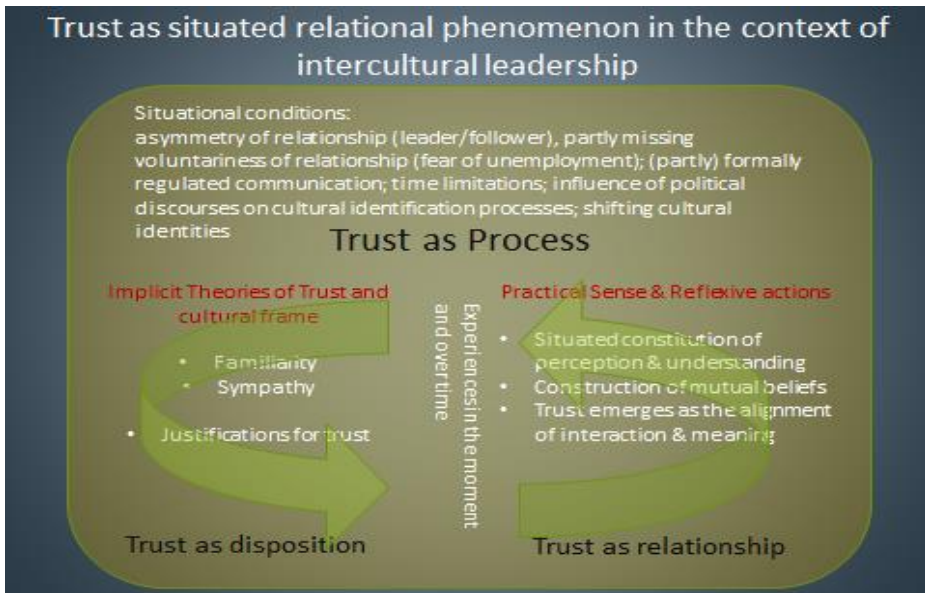 Trust as situated relational phenomenon in the context of
intercultural leadership
Situational conditions:
asymmetry of relationship (leader/follower), partly missing
voluntariness of relationship (fear of unemployment); (partly) formally
regulated communication; time limitations; influence of political
discourses on cultural identification processes; shifting cultural
identities
Trust as Process
Implicit Theories of Trust and
cultural frame
• Familiarity
• Sympathy
• Justifications for trust
Trust as disposition
Experiences in the moment
and overtime
Practical Sense & Reflexive actions
• Situated constitution of
perception & understanding
• Construction of mutual beliefs
• Trust emerges as the alignment
of interaction & meaning
Trust as relationship